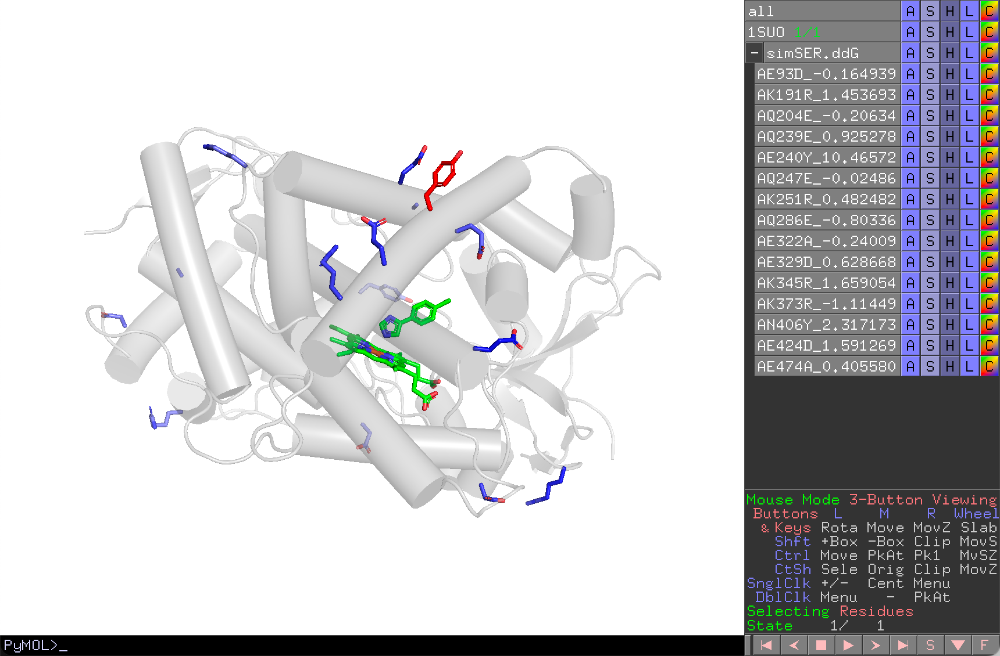 all A S H L C
1SUO 1/1 A S H L C
- simSER.ddG A S H L C
AE93D_-0.164939 A S H L C
AK191R_1.453693 A S H L C
AQ204E_-0.20634 A S H L C
AQ239E_0.925278 A S H L C
AE240Y_10.46572 A S H L C
AQ247E_-0.02486 A S H L C
AK251R_0.482482 A S H L C
AQ286E_-0.80336 A S H L C
AE322A_-0.24009 A S H L C
AE329D_0.628668 A S H L C
AK345R_1.659054 A S H L C
AK373R_-1.11449 A S H L C
AN406Y_2.317173 A S H L C
AE424D_1.591269 A S H L C
AE474A_0.405580 A S H L C
Mouse Mode 3-Button Viewing
Buttons L M R Wheel
& Keys Rota Move MovZ Slab
Shft +Box -Box Clip MovS
Ctrl Move PkAt Pk1 MvSZ
CtSh Sele Orig Clip MovZ
SnglClk +/- Cent Menu
DblClk Menu - PkAt
Selecting Residues
State 1/ 1
PyMOL>_
S F